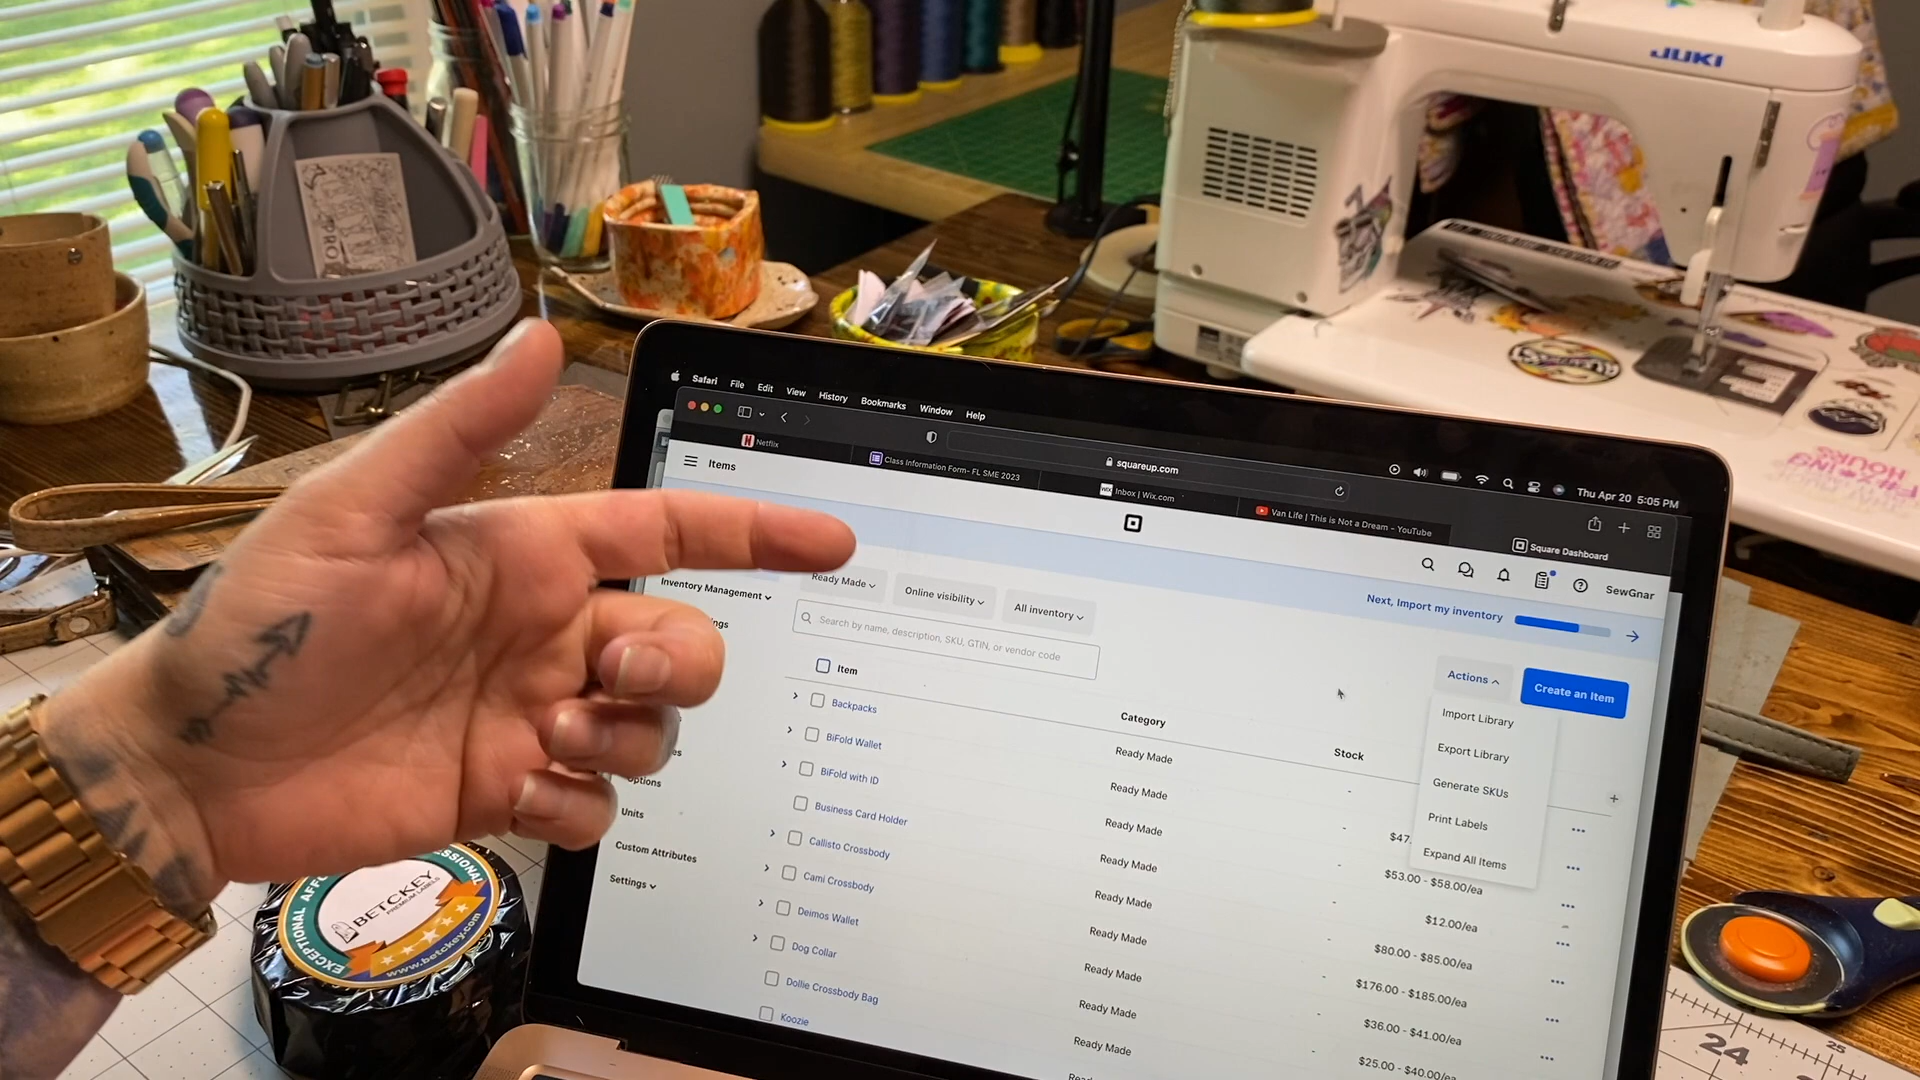 JUKI
Safari File Edit View History Bookmarks Window Help
Thu Apr 20 5:05 PM
squareup.com
Netflix
Class Information Form- FL SME 2023
Inbox | Wix.com
Van Life | This is Not a Dream - YouTube
Square Dashboard
Items
SewGnar
Next, Import my inventory
Inventory Management
Ready Made
Online visibility
All inventory
Search by name, description, SKU, GTIN, or vendor code
Actions
Create an Item
Import Library
Export Library
Generate SKUs
Print Labels
Expand All Items
Item
Category
Stock
Backpacks
Ready Made
-
BiFold Wallet
Ready Made
-
$47.
BiFold with ID
Ready Made
-
$53.00 - $58.00/ea
Business Card Holder
Ready Made
-
$12.00/ea
Callisto Crossbody
Ready Made
-
$80.00 - $85.00/ea
Cami Crossbody
Ready Made
-
$176.00 - $185.00/ea
Deimos Wallet
Ready Made
-
$36.00 - $41.00/ea
Dog Collar
Ready Made
-
$25.00 - $40.00/ea
Dollie Crossbody Bag
Ready Made
Koozie
Options
Units
Custom Attributes
Settings
BETCKEY
PREMIUM LABELS
www.betckey.com
EXCEPTIONAL
24
25